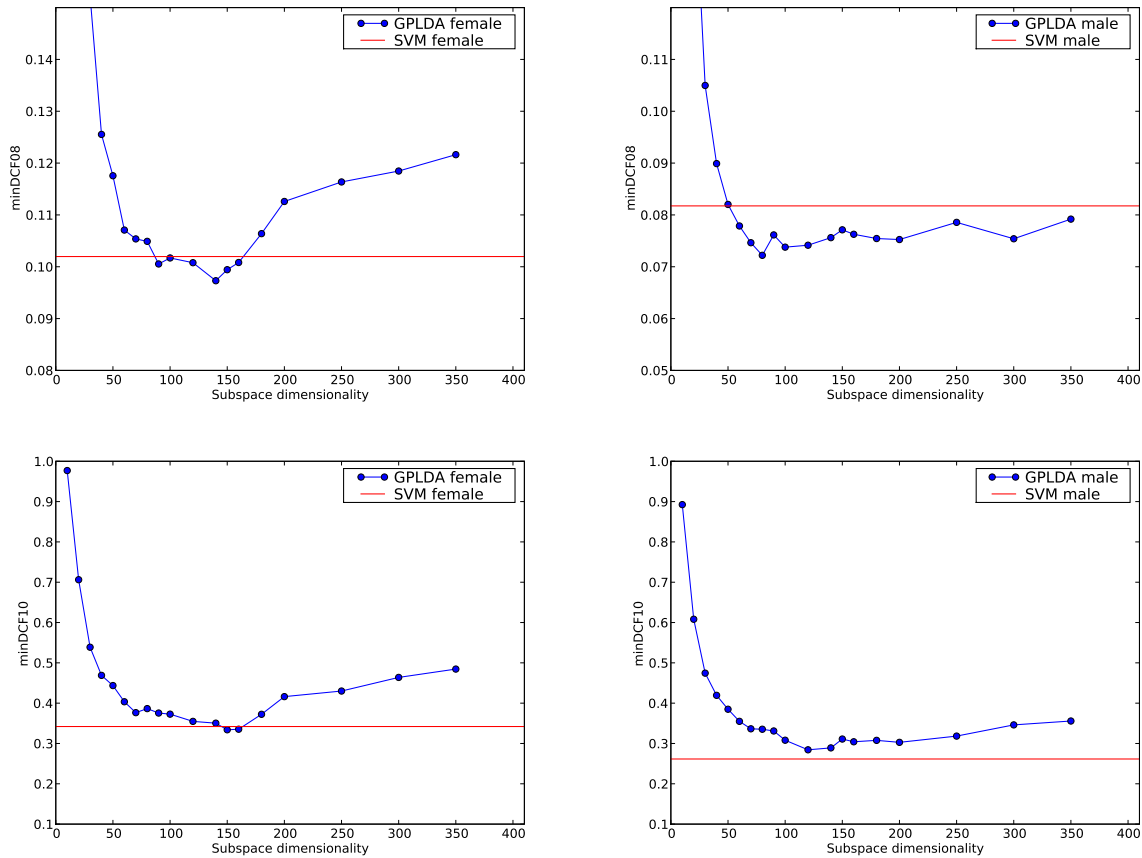 GPLDA female
SVM female
0.14
0.13
0.12
0.11
0.10
0.09
0.08
minDCF08
0 50 100 150 200 250 300 350 400
Subspace dimensionality
GPLDA male
SVM male
0.11
0.10
0.09
0.08
0.07
0.06
0.05
minDCF08
0 50 100 150 200 250 300 350 400
Subspace dimensionality
GPLDA female
SVM female
1.0
0.9
0.8
0.7
0.6
0.5
0.4
0.3
0.2
0.1
minDCF10
0 50 100 150 200 250 300 350 400
Subspace dimensionality
GPLDA male
SVM male
1.0
0.9
0.8
0.7
0.6
0.5
0.4
0.3
0.2
0.1
minDCF10
0 50 100 150 200 250 300 350 400
Subspace dimensionality